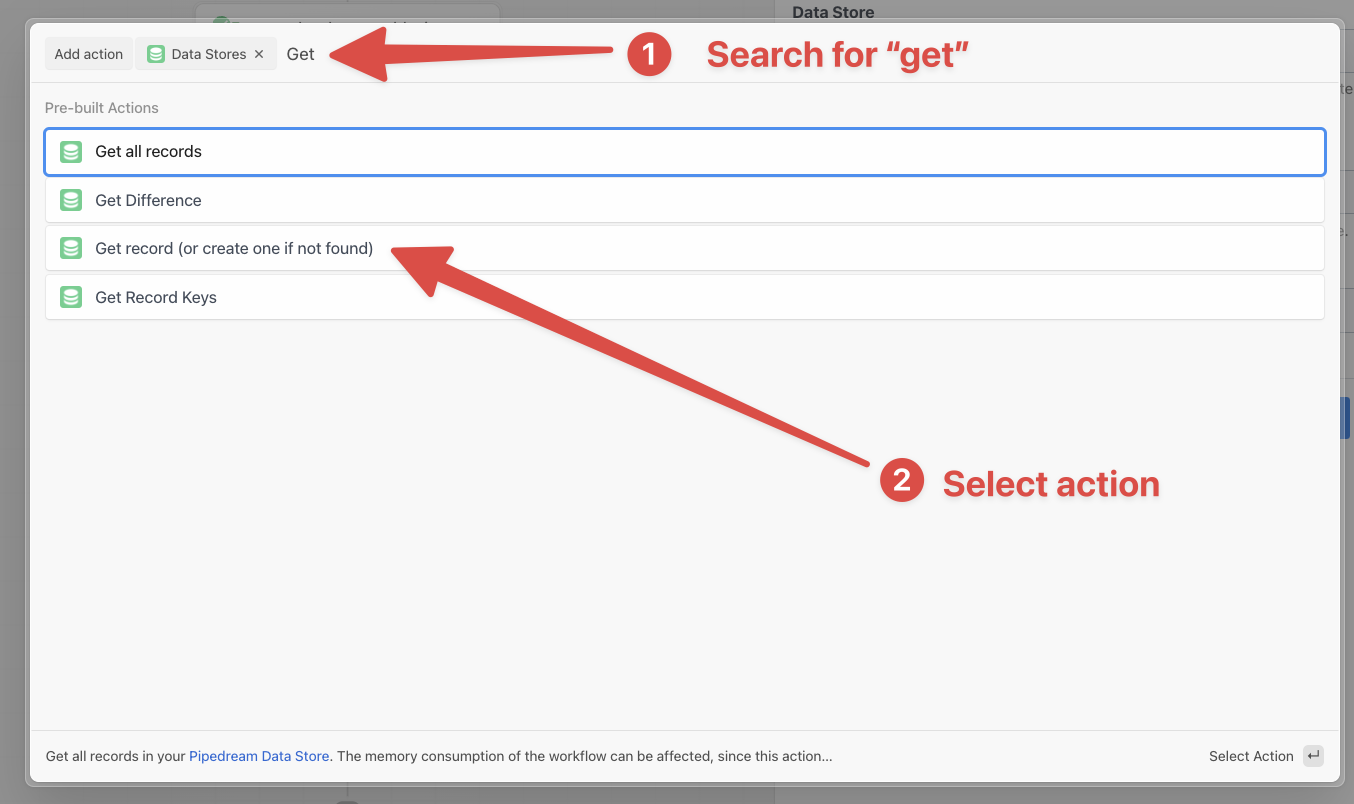 Data Store
Add action Data Stores × Get
1 Search for “get”
Pre-built Actions
Get all records
Get Difference
Get record (or create one if not found)
Get Record Keys
2 Select action
Get all records in your Pipedream Data Store. The memory consumption of the workflow can be affected, since this action...
Select Action